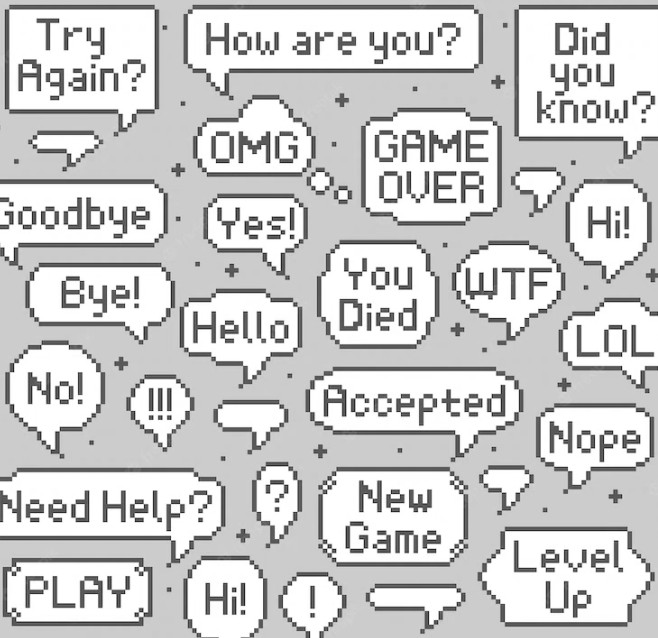 Try
Again?
How are you?
Did
you
know?
OMG
GAME
OVER
Goodbye
Yes!
Hi!
Bye!
Hello
You
Died
WTF
LOL
No!
!!!
Accepted
Nope
Need Help?
?
New
Game
Level
Up
PLAY
Hi!
!